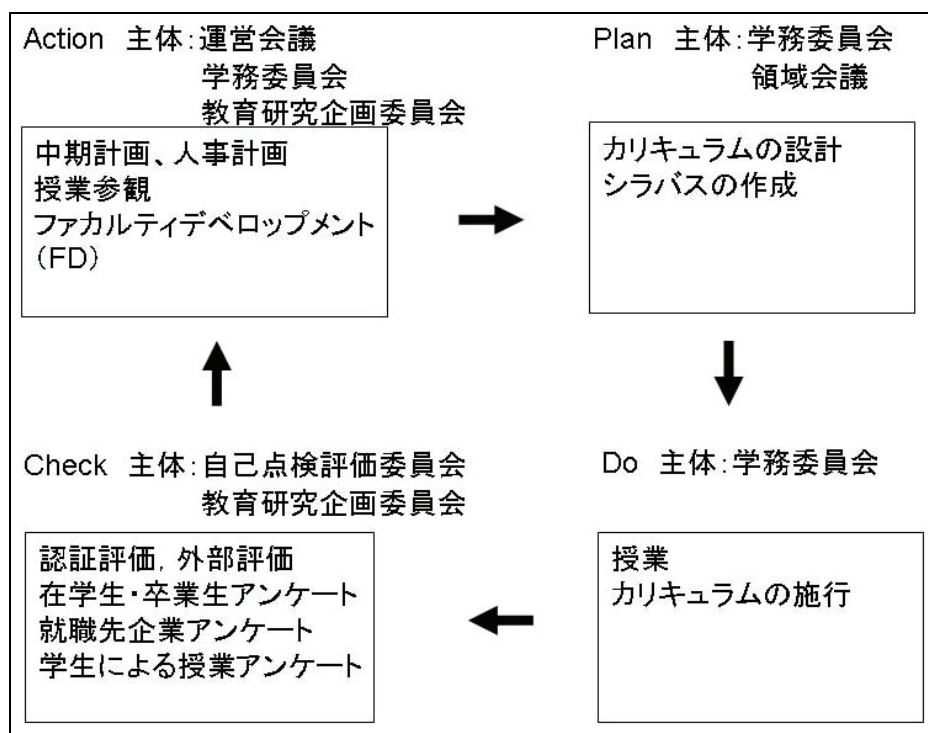 Action 主体：運営会議
学務委員会
教育研究企画委員会
中期計画、人事計画
授業参観
ファカルティデベロップメント
（FD）
Plan 主体：学務委員会
領域会議
カリキュラムの設計
シラバスの作成
Check 主体：自己点検評価委員会
教育研究企画委員会
認証評価，外部評価
在学生・卒業生アンケート
就職先企業アンケート
学生による授業アンケート
Do 主体：学務委員会
授業
カリキュラムの施行